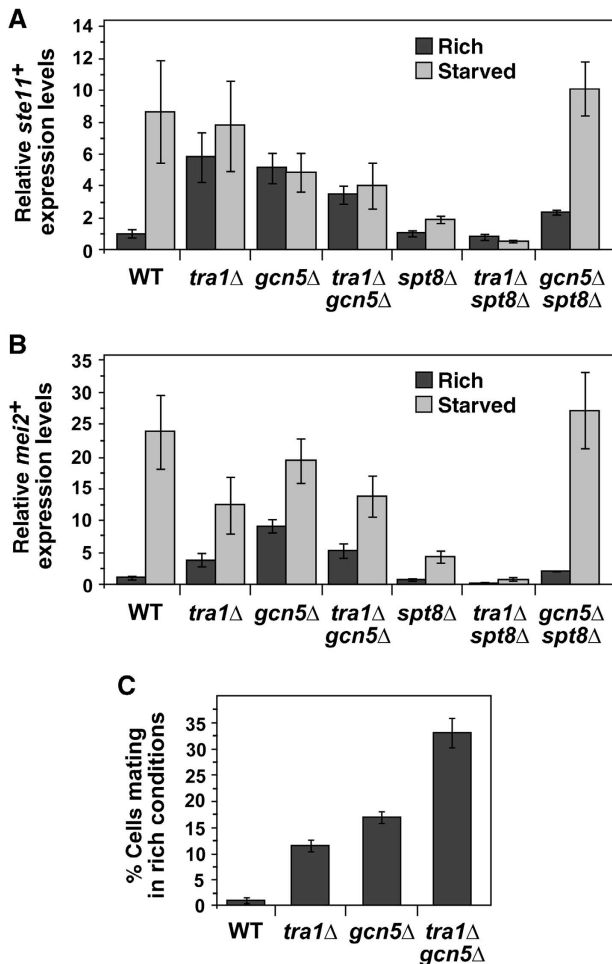 A
Relative ste11+
expression levels
14
12
10
8
6
4
2
0
Rich
Starved
WT
tra1Δ
gcn5Δ
tra1Δ
gcn5Δ
spt8Δ
tra1Δ
spt8Δ
gcn5Δ
spt8Δ
B
Relative mei2+
expression levels
35
30
25
20
15
10
5
0
Rich
Starved
WT
tra1Δ
gcn5Δ
tra1Δ
gcn5Δ
spt8Δ
tra1Δ
spt8Δ
gcn5Δ
spt8Δ
C
% Cells mating
in rich conditions
35
30
25
20
15
10
5
0
WT
tra1Δ
gcn5Δ
tra1Δ
gcn5Δ